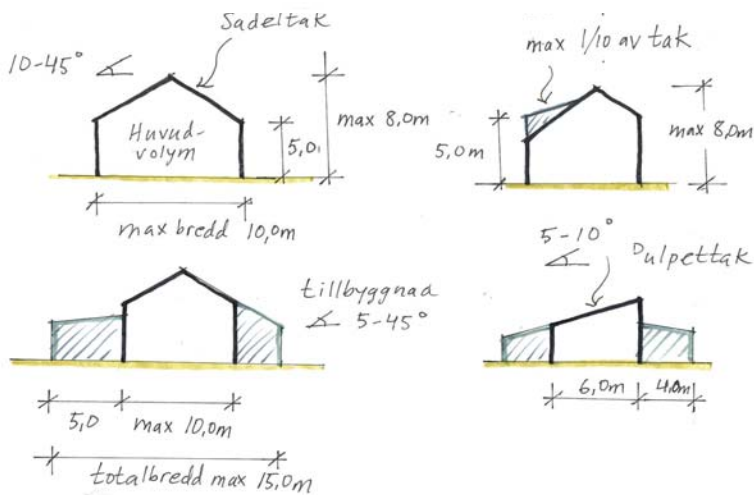 Sadeltak
10-45°
Huvud-
volym
5,0
max 8,0m
max bredd 10,0m
max 1/10 av tak
5,0m
max 8,0m
tillbyggnad
5-45°
5,0
max 10,0m
totalbredd max 15,0m
5-10°
Dulpettak
6,0m
4,0m